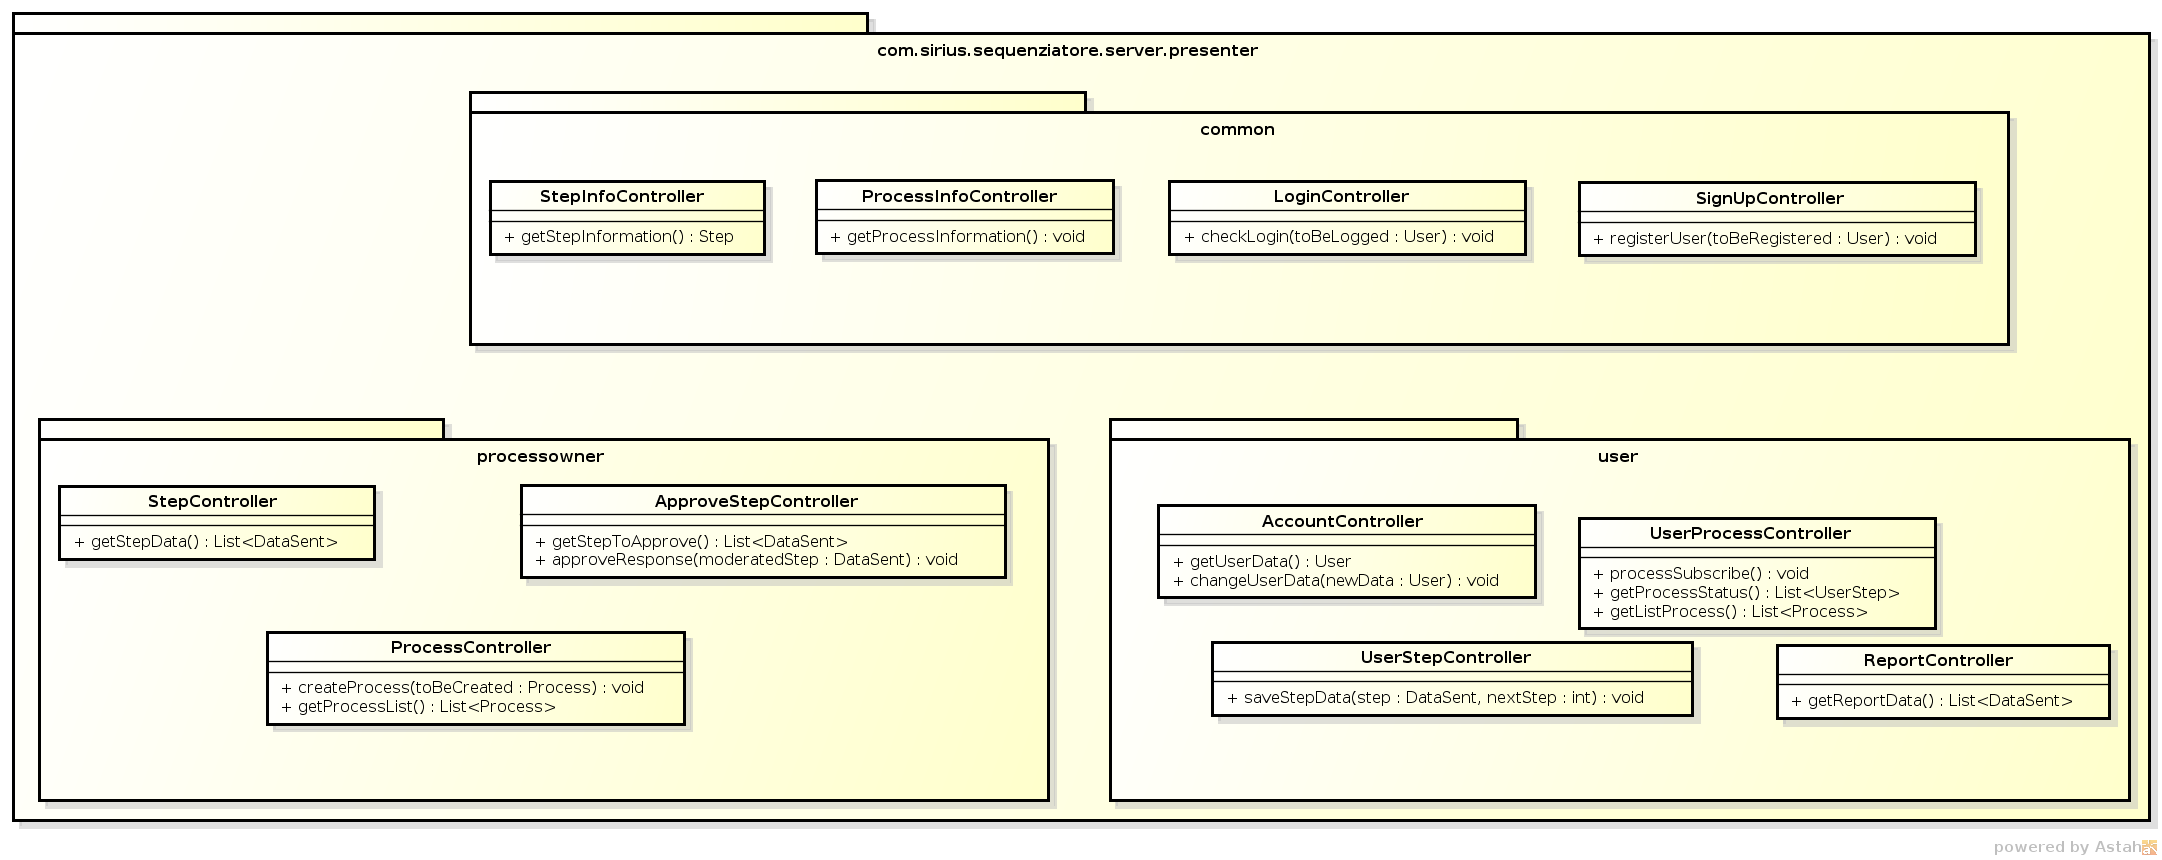 com.sirius.sequenziatore.server.presenter
common
StepInfoController
+ getStepInformation() : Step
ProcessInfoController
+ getProcessInformation() : void
LoginController
+ checkLogin(toBeLogged : User) : void
SignUpController
+ registerUser(toBeRegistered : User) : void
processowner
StepController
+ getStepData() : List<DataSent>
ApproveStepController
+ getStepToApprove() : List<DataSent>
+ approveResponse(moderatedStep : DataSent) : void
ProcessController
+ createProcess(toBeCreated : Process) : void
+ getProcessList() : List<Process>
user
AccountController
+ getUserData() : User
+ changeUserData(newData : User) : void
UserProcessController
+ processSubscribe() : void
+ getProcessStatus() : List<UserStep>
+ getListProcess() : List<Process>
UserStepController
+ saveStepData(step : DataSent, nextStep : int) : void
ReportController
+ getReportData() : List<DataSent>
powered by Astah